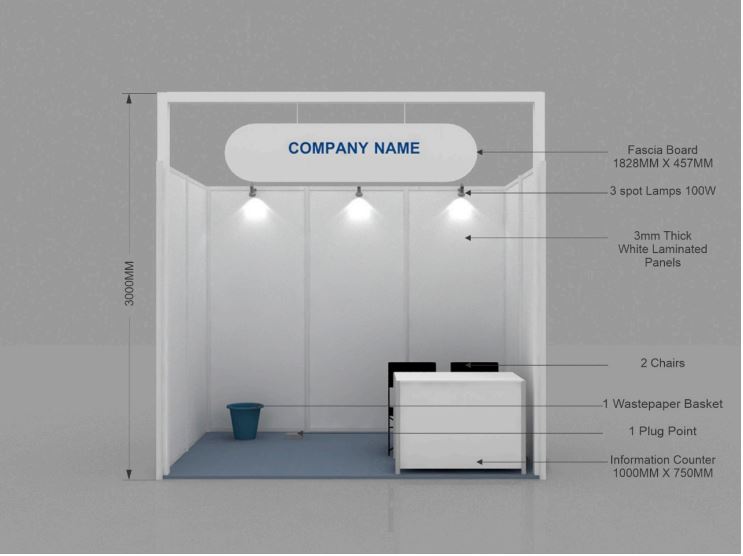 COMPANY NAME
Fascia Board
1828MM X 457MM
3 spot Lamps 100W
3mm Thick
White Laminated
Panels
3000MM
2 Chairs
1 Wastepaper Basket
1 Plug Point
Information Counter
1000MM X 750MM